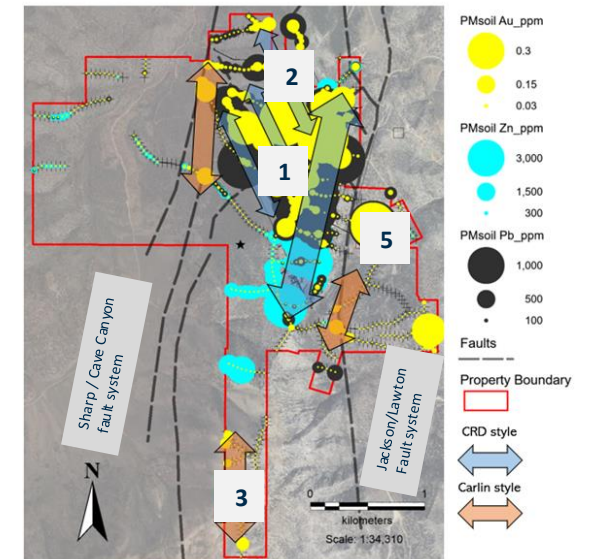 PMsoil Au_ppm
0.3
0.15
0.03
PMsoil Zn_ppm
3,000
1,500
300
PMsoil Pb_ppm
1,000
500
100
Faults
Property Boundary
CRD style
Carlin style
2
1
5
3
Sharp / Cave Canyon
fault system
Jackson/Lawton
Fault system
N
0 1
kilometers
Scale: 1:34,310